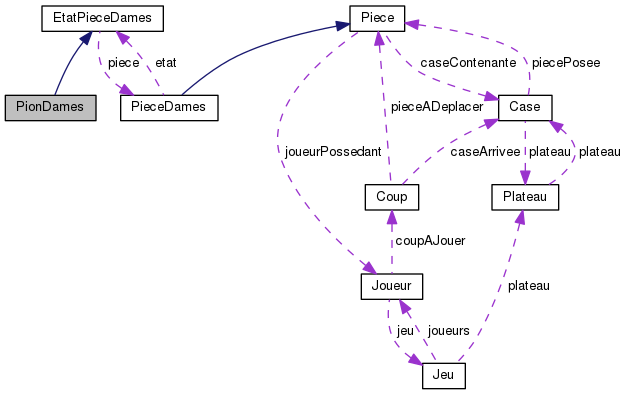 EtatPieceDames
Piece
piece
etat
caseContenante
piecePosee
PionDames
PieceDames
pieceADeplacer
Case
joueurPossedant
caseArrivee
plateau
plateau
Coup
Plateau
coupAJouer
Joueur
plateau
jeu
joueurs
Jeu